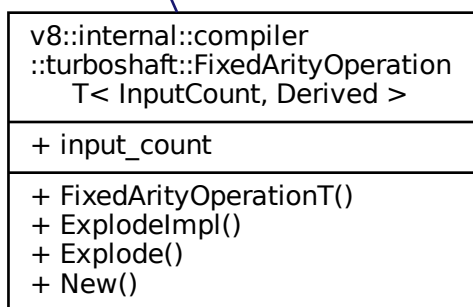 v8::internal::compiler
::turboshaft::FixedArityOperation
T< InputCount, Derived >
+ input_count
+ FixedArityOperationT()
+ ExplodeImpl()
+ Explode()
+ New()